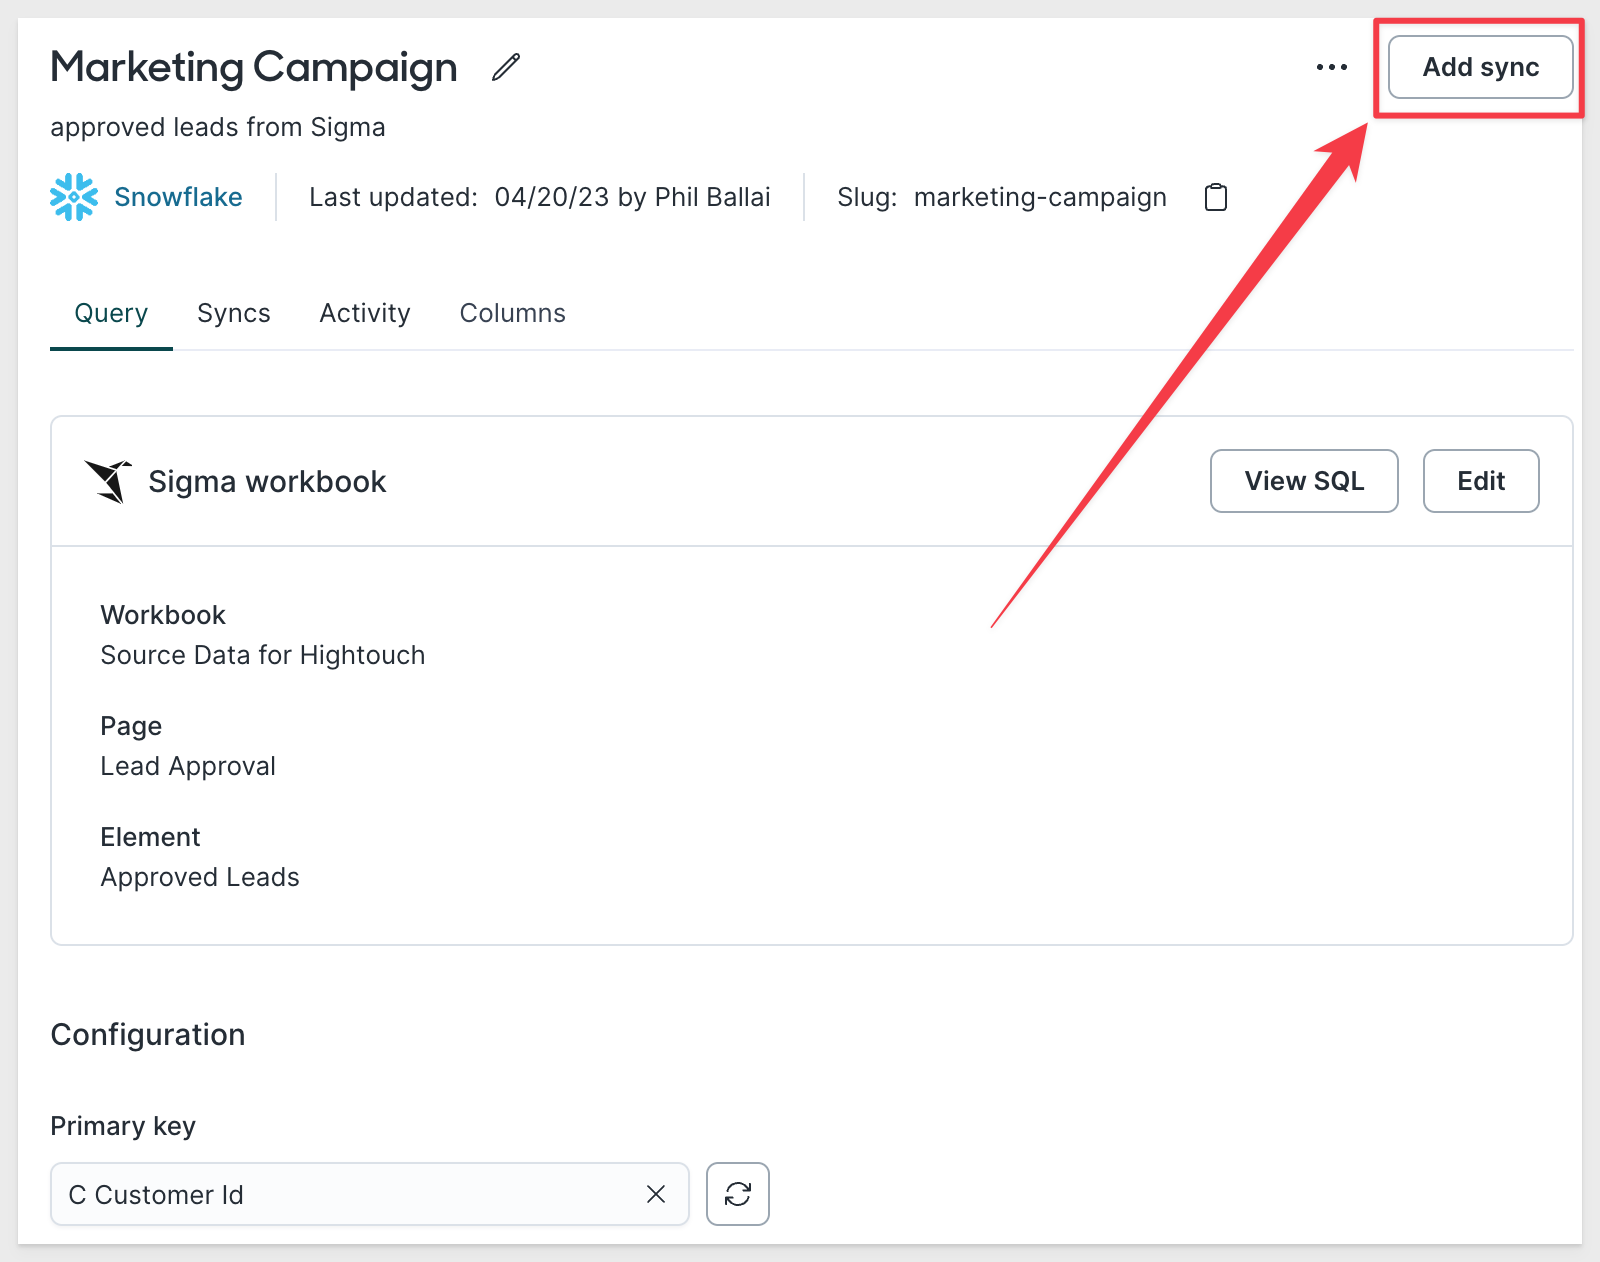 Marketing Campaign
Add sync
approved leads from Sigma
Snowflake Last updated: 04/20/23 by Phil Ballai Slug: marketing-campaign
Query Syncs Activity Columns
Sigma workbook View SQL Edit
Workbook
Source Data for Hightouch
Page
Lead Approval
Element
Approved Leads
Configuration
Primary key
C Customer Id